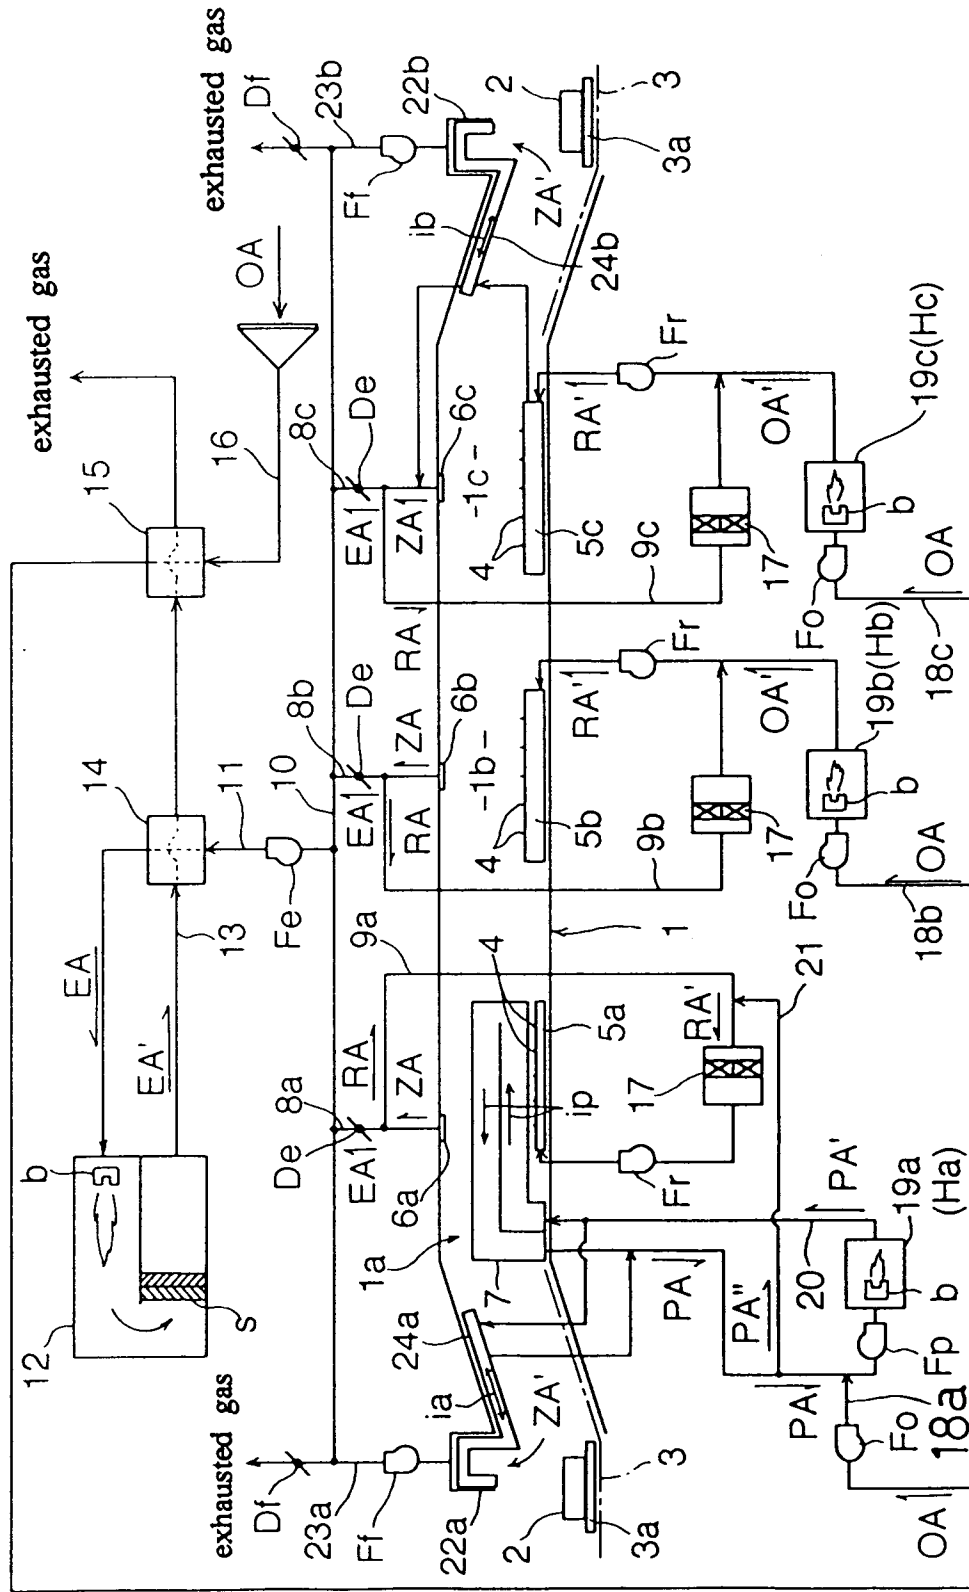 exhausted gas
exhausted gas
exhausted gas
12
b
S
EA
EA'
13
14
15
16
OA
11
Fe
10
Df
23a
Ff
22a
ZA'
ia
24a
1a
6a
De
8a
EA
RA
ZA
9a
8b
De
EA
RA
ZA
6b
RA
8c
De
EA
ZA
6c
Df
23b
Ff
22b
ZA'
ib
24b
2
3a
3
7
ip
4
5a
1
-1b-
4
5b
-1c-
4
5c
2
3a
3
PA
PA''
PA
PA'
20
Fr
17
RA'
21
9b
17
RA'
Fr
OA'
9c
17
RA'
Fr
OA'
OA
Fo
18a
Fp
b
19a
(Ha)
Fo
b
19b(Hb)
18b
OA
Fo
b
19c(Hc)
18c
OA